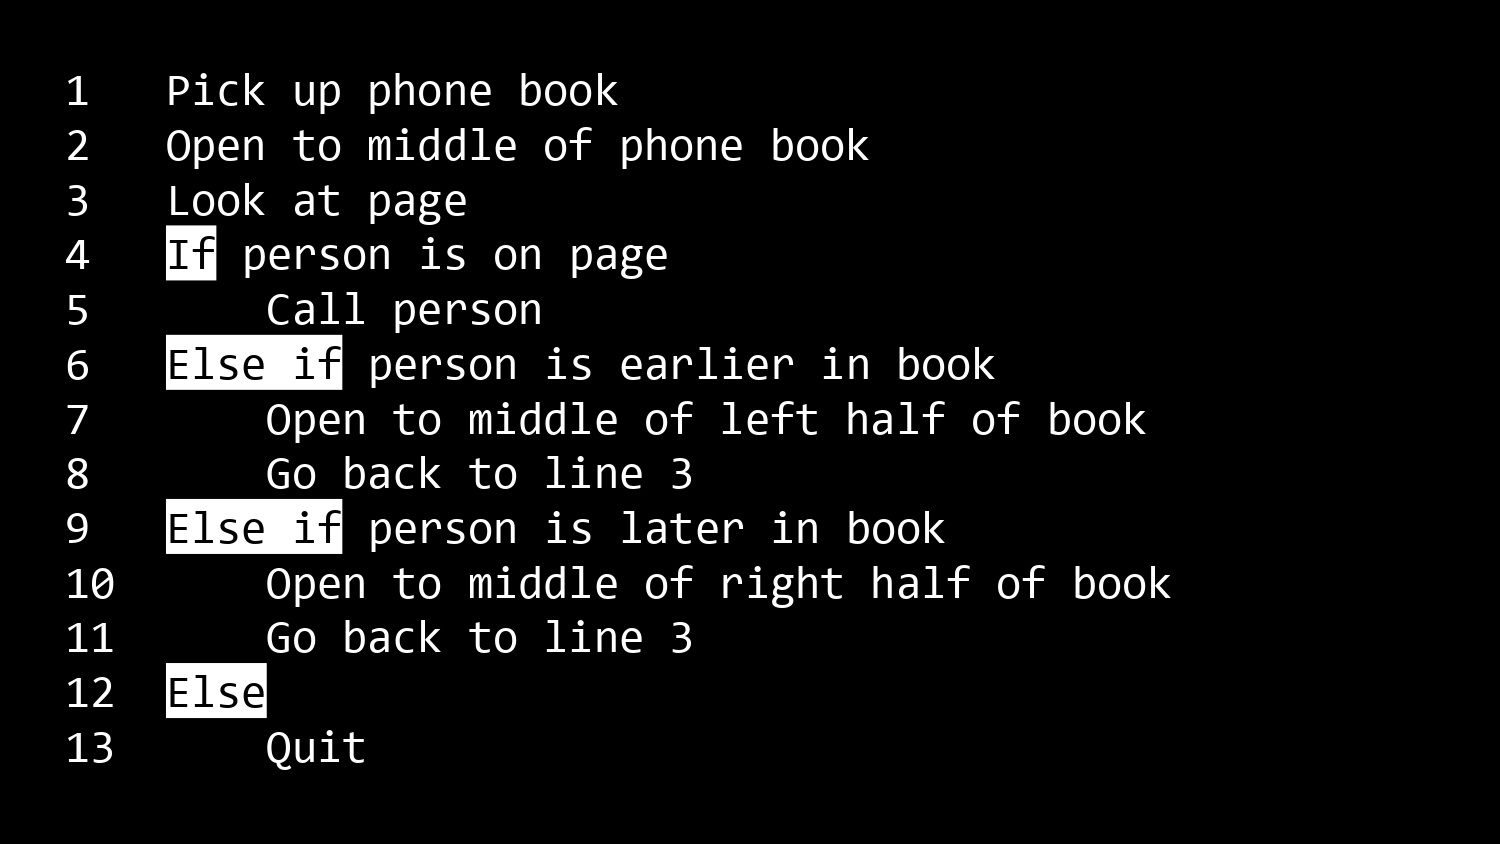 1 Pick up phone book
2 Open to middle of phone book
3 Look at page
4 If person is on page
5 Call person
6 Else if person is earlier in book
7 Open to middle of left half of book
8 Go back to line 3
9 Else if person is later in book
10 Open to middle of right half of book
11 Go back to line 3
12 Else
13 Quit